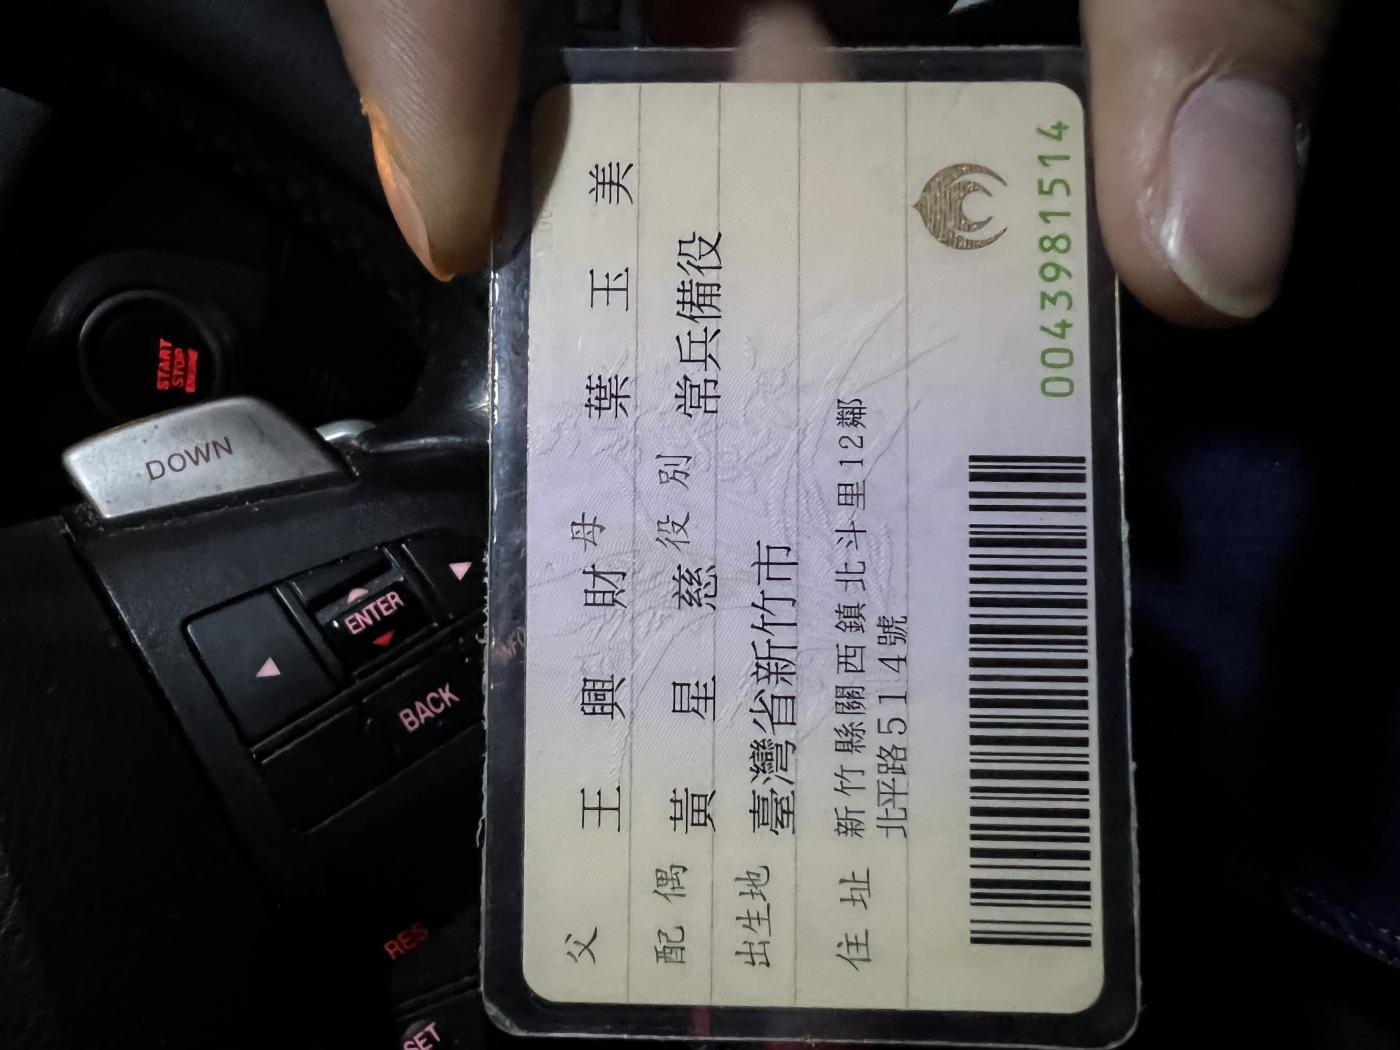 父 王興財 母 葉玉美
配偶 黃星慈 役別 常兵備役
出生地 臺灣省新竹市
住址 新竹縣關西鎮北斗里12鄰
北平路514號
0043981514
START
STOP
ENGINE
DOWN
ENTER
BACK
RES
SET